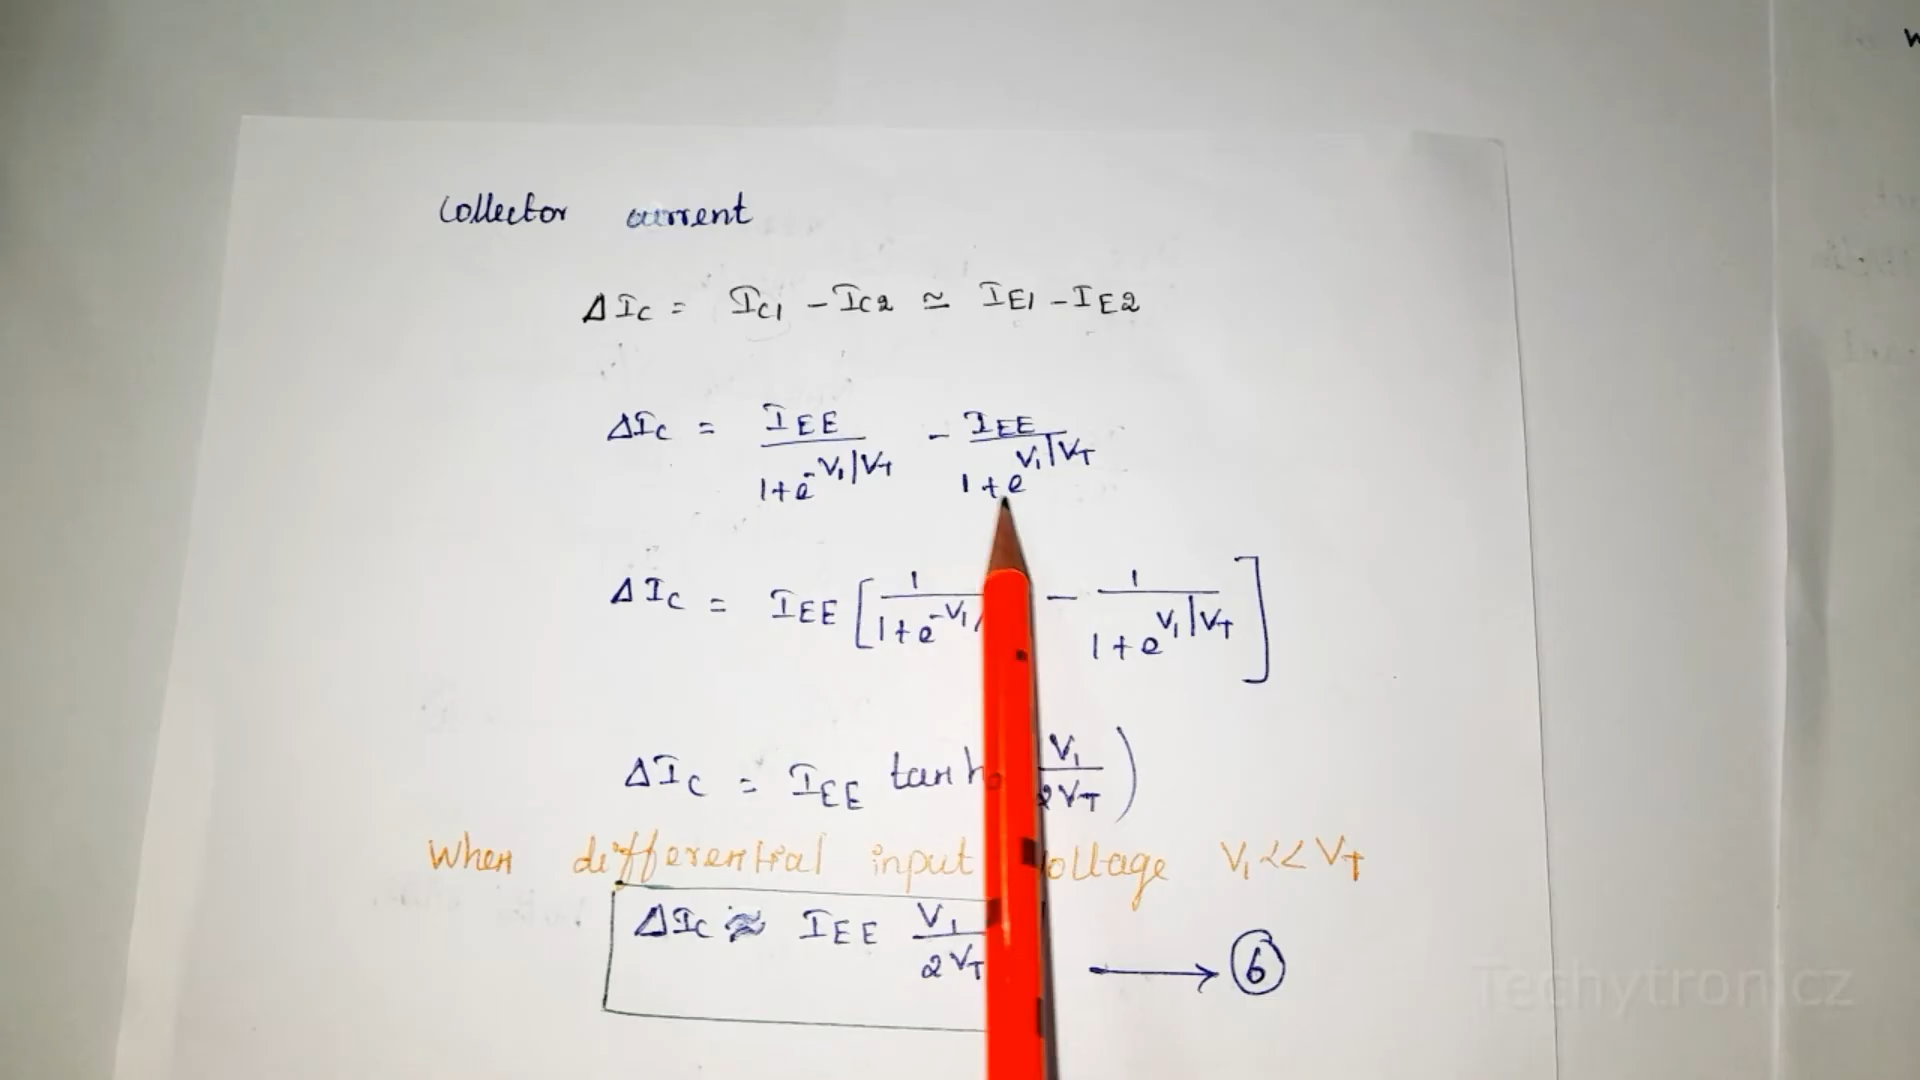 Collector current
ΔIC = IC1 - IC2 ≃ IE1 - IE2
ΔIC = IEE / 1+e^-V1/VT - IEE / 1+e^V1/VT
ΔIC = IEE [ 1 / 1+e^-V1/ - 1 / 1+e^V1/VT ]
ΔIC = IEE tanh V1 / 2VT )
When differential input voltage V1 << VT
ΔIC ≈ IEE V1 / 2VT → 6
Techytronicz